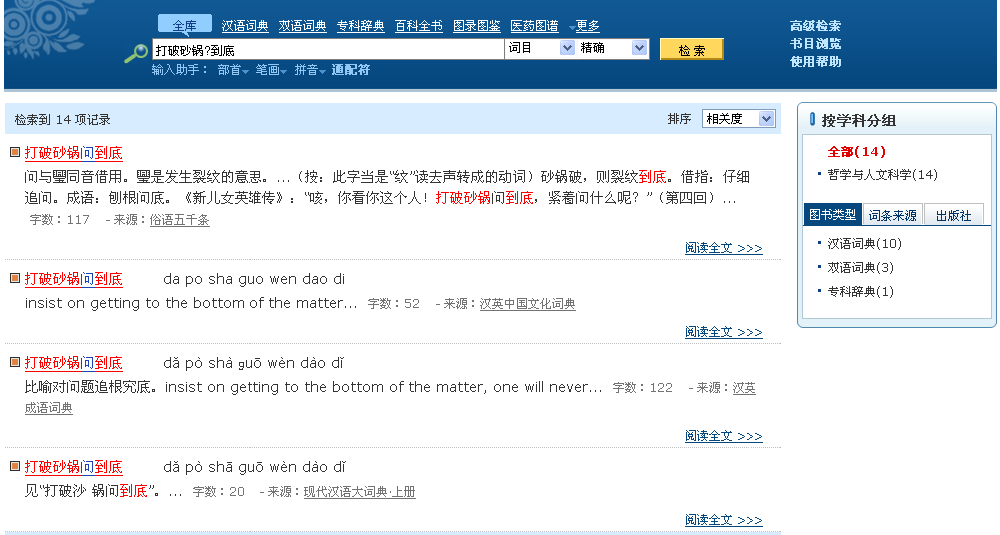 全库 汉语词典 双语词典 专科辞典 百科全书 图录图鉴 医药图谱 更多
打破砂锅?到底 词目 精确 检 索
输入助手： 部首 笔画 拼音 通配符
高级检索
书目浏览
使用帮助
检索到 14 项记录 排序 相关度
打破砂锅问到底
问与璺同音借用。璺是发生裂纹的意思。...（按：此字当是“纹”读去声转成的动词）砂锅破，则裂纹到底。借指：仔细
追问。成语：刨根问底。《新儿女英雄传》：“咳，你看你这个人！打破砂锅问到底，紧着问什么呢？”（第四回）...
字数：117 - 来源：俗语五千条
阅读全文 >>>
打破砂锅问到底 da po sha guo wen dao di
insist on getting to the bottom of the matter... 字数：52 - 来源：汉英中国文化词典
阅读全文 >>>
打破砂锅问到底 dǎ pò shà ɡuō wèn dào dǐ
比喻对问题追根究底。insist on getting to the bottom of the matter, one will never... 字数：122 - 来源：汉英
成语词典
阅读全文 >>>
打破砂锅问到底 dǎ pò shā guō wèn dào dǐ
见“打破沙 锅问到底”。... 字数：20 - 来源：现代汉语大词典·上册
阅读全文 >>>
按学科分组
全部(14)
哲学与人文科学(14)
图书类型 词条来源 出版社
汉语词典(10)
双语词典(3)
专科辞典(1)